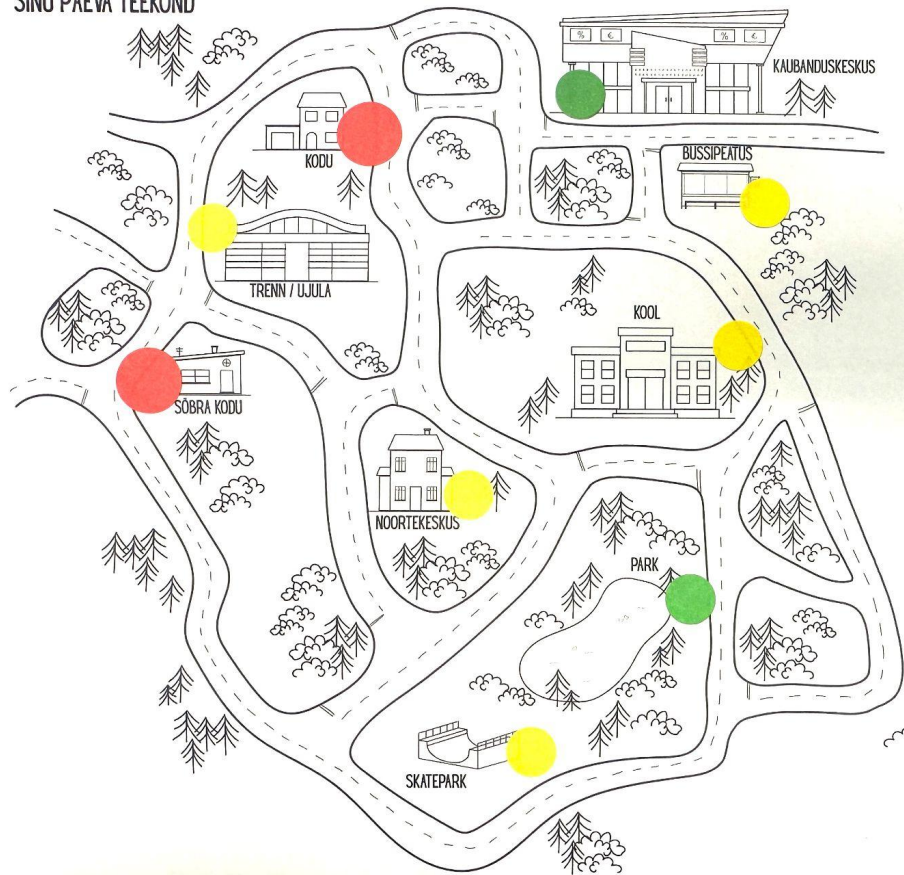 SINU PÄEVA TEEKOND
% € % €
KAUBANDUSKESKUS
KODU
BUSSIPEATUS
TRENN / UJULA
KOOL
SÕBRA KODU
NOORTEKESKUS
PARK
SKATEPARK